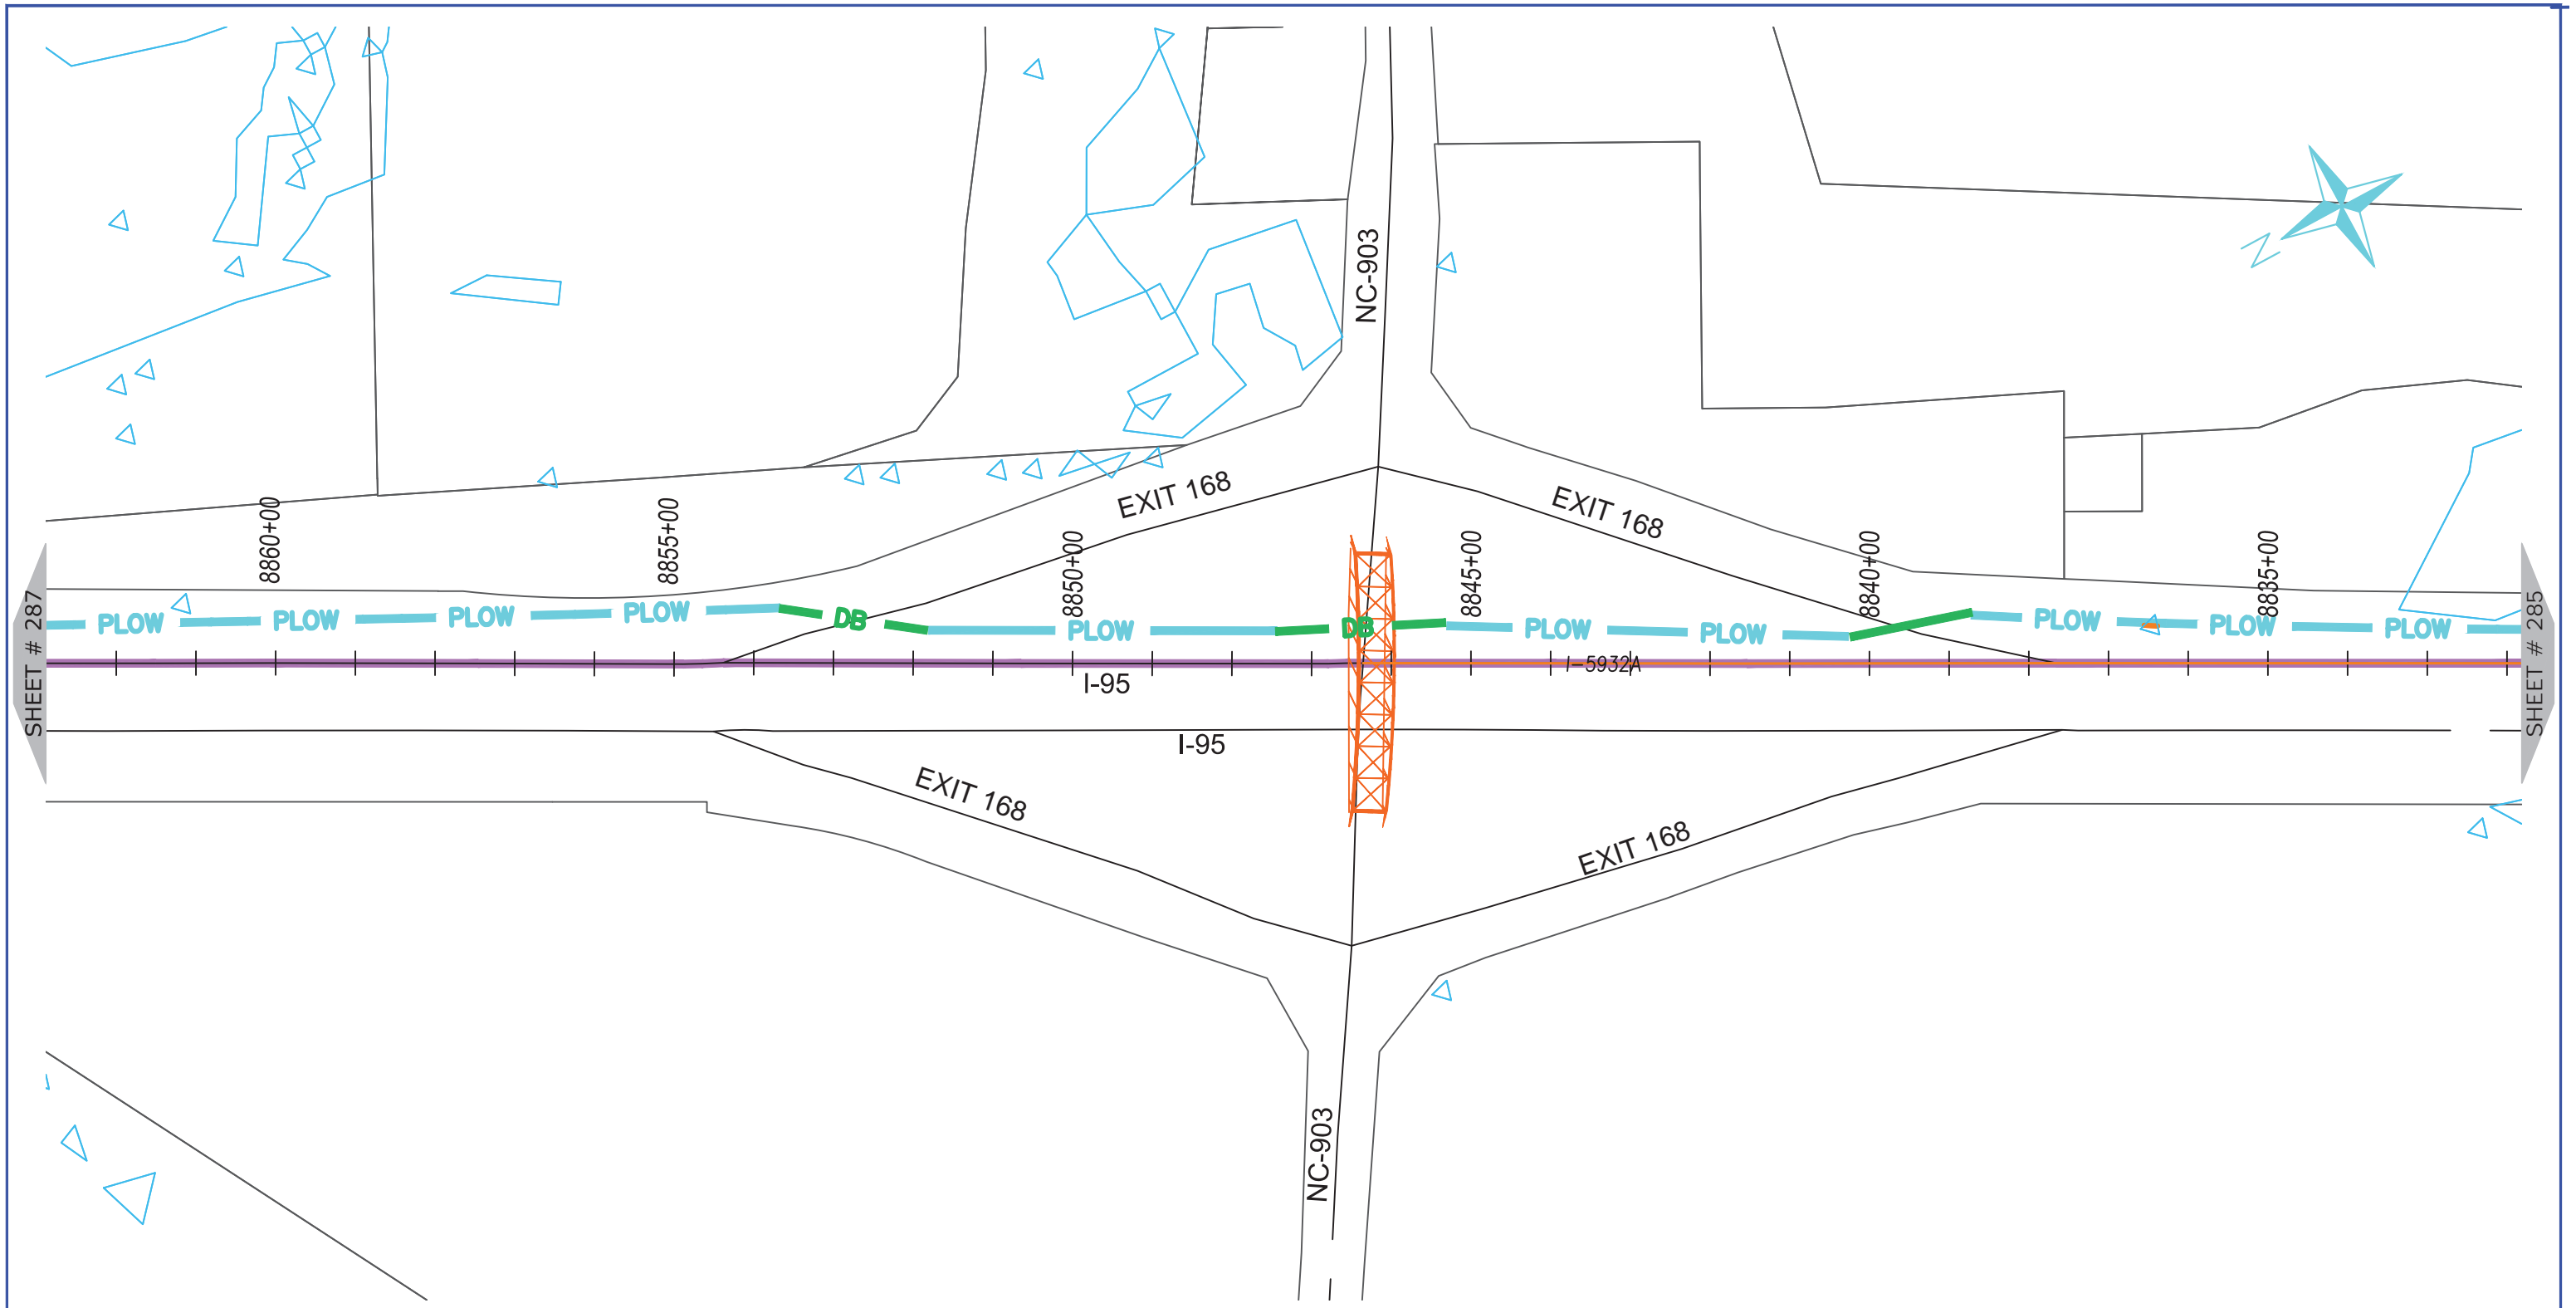 NC-903
N
EXIT 168
EXIT 168
8860+00
8855+00
8850+00
8845+00
8840+00
8835+00
SHEET # 287
PLOW
PLOW
PLOW
PLOW
DB
PLOW
DB
PLOW
PLOW
PLOW
PLOW
PLOW
SHEET # 285
I-5932A
I-95
I-95
EXIT 168
EXIT 168
NC-903